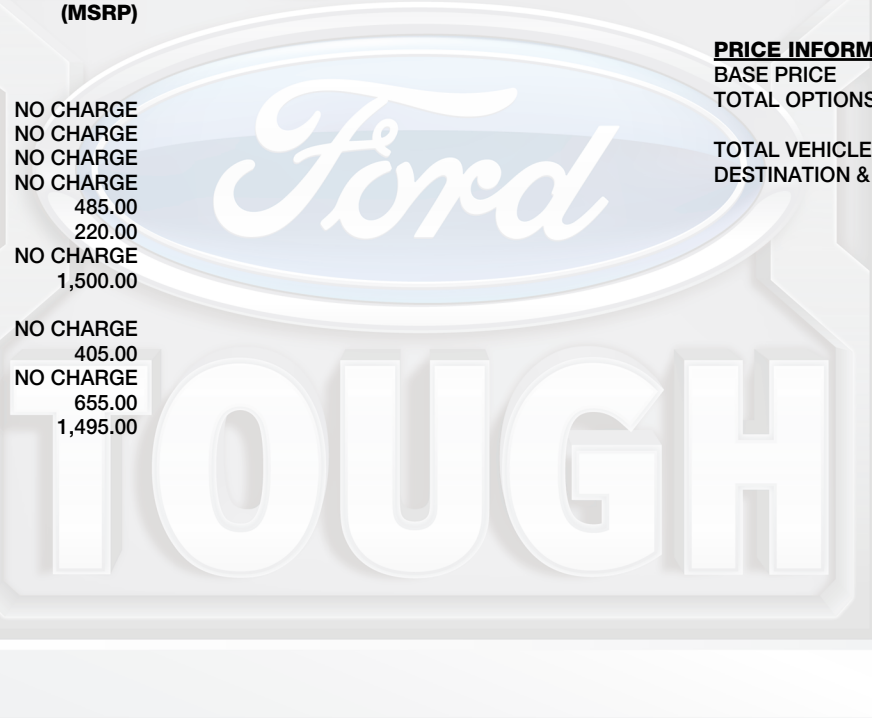 (MSRP)
NO CHARGE
NO CHARGE
NO CHARGE
NO CHARGE
485.00
220.00
NO CHARGE
1,500.00
NO CHARGE
405.00
NO CHARGE
655.00
1,495.00
PRICE INFORM
BASE PRICE
TOTAL OPTIONS
TOTAL VEHICLE
DESTINATION &
Ford
TOUGH